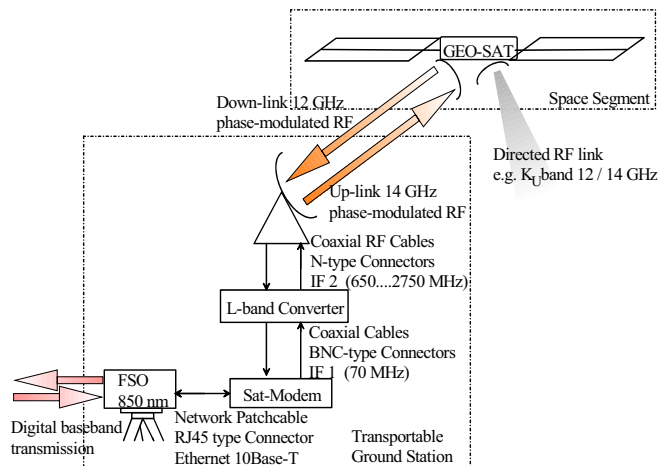 GEO-SAT
Space Segment
Down-link 12 GHz
phase-modulated RF
Directed RF link
e.g. KU band 12 / 14 GHz
Up-link 14 GHz
phase-modulated RF
Coaxial RF Cables
N-type Connectors
IF 2 (650....2750 MHz)
L-band Converter
Coaxial Cables
BNC-type Connectors
IF 1 (70 MHz)
FSO
850 nm
Sat-Modem
Digital baseband
transmission
Network Patchcable
RJ45 type Connector
Ethernet 10Base-T
Transportable
Ground Station